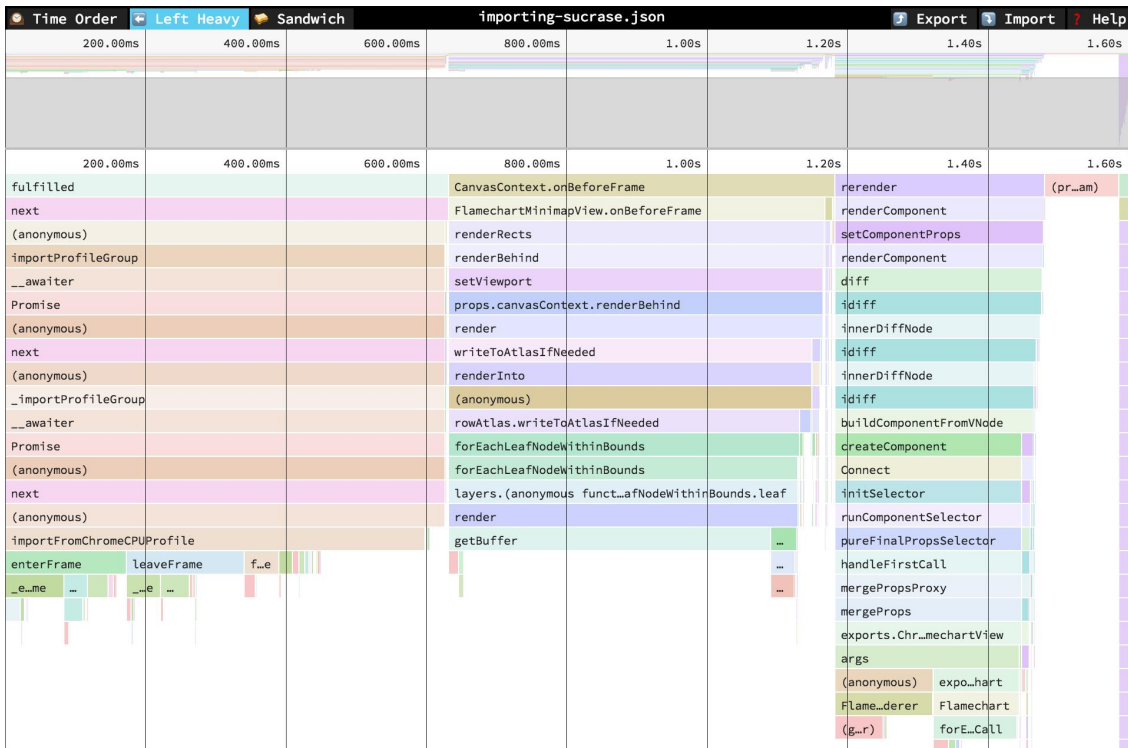 Time Order Left Heavy Sandwich importing-sucrase.json Export Import ? Help
200.00ms 400.00ms 600.00ms 800.00ms 1.00s 1.20s 1.40s 1.60s
200.00ms 400.00ms 600.00ms 800.00ms 1.00s 1.20s 1.40s 1.60s
fulfilled CanvasContext.onBeforeFrame rerender (pr…am)
next FlamechartMinimapView.onBeforeFrame renderComponent
(anonymous) renderRects setComponentProps
importProfileGroup renderBehind renderComponent
__awaiter setViewport diff
Promise props.canvasContext.renderBehind idiff
(anonymous) render innerDiffNode
next writeToAtlasIfNeeded idiff
(anonymous) renderInto innerDiffNode
_importProfileGroup (anonymous) idiff
__awaiter rowAtlas.writeToAtlasIfNeeded buildComponentFromVNode
Promise forEachLeafNodeWithinBounds createComponent
(anonymous) forEachLeafNodeWithinBounds Connect
next layers.(anonymous funct…afNodeWithinBounds.leaf initSelector
(anonymous) render runComponentSelector
importFromChromeCPUProfile getBuffer … pureFinalPropsSelector
enterFrame leaveFrame f…e … handleFirstCall
_e…me … _…e … … mergePropsProxy
mergeProps
exports.Chr…mechartView
args
(anonymous) expo…hart
Flame…derer Flamechart
(g…r) forE…Call